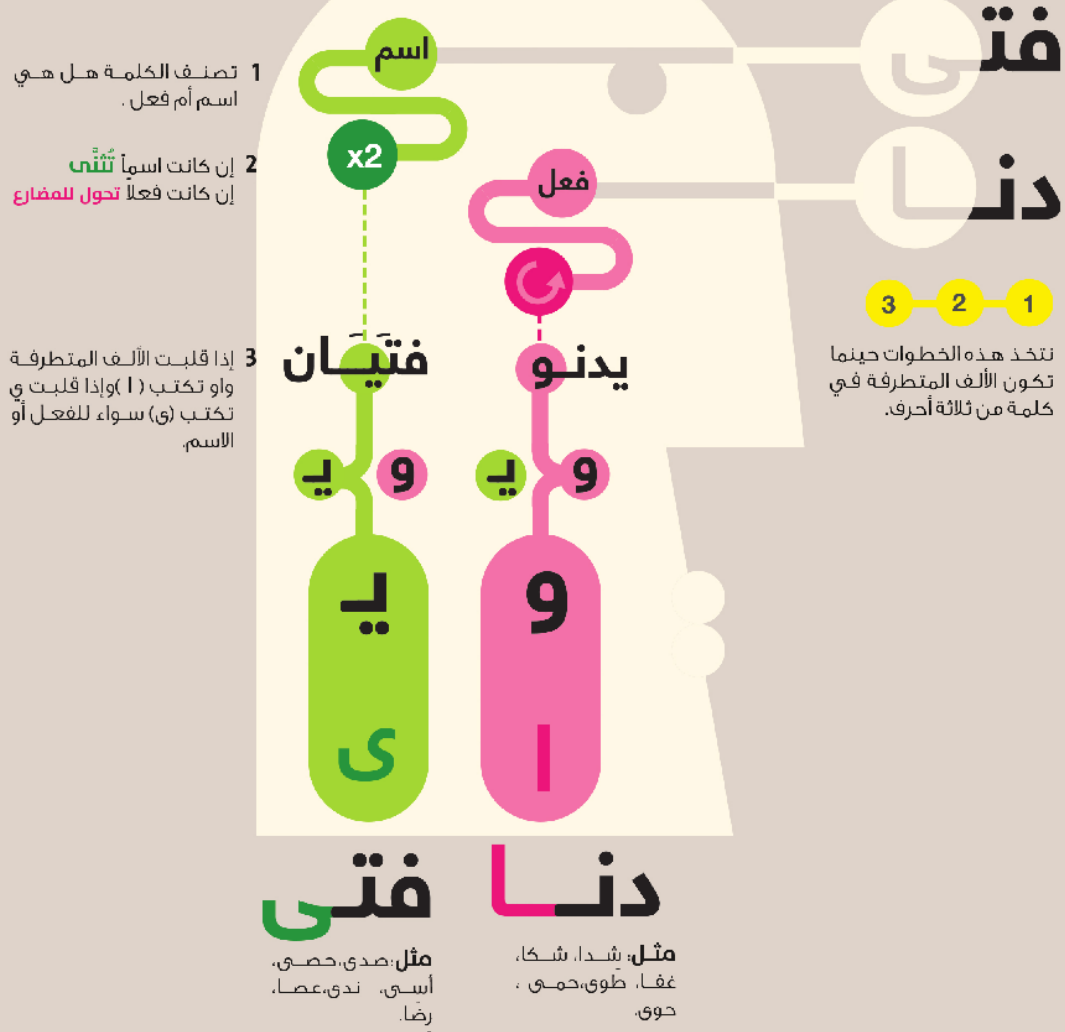 فتى
دنا
1 2 3
نتخذ هذه الخطوات حينما
تكون الألف المتطرفة في
كلمة من ثلاثة أحرف.
1 تصنف الكلمة هل هي
اسم أم فعل .
2 إن كانت اسماً تُثنَّى
إن كانت فعلاً تحول للمضارع
3 إذا قلبت الألف المتطرفة
واو تكتب ( ا )وإذا قلبت ي
تكتب (ى) سواء للفعل أو
الاسم.
اسم
x2
فعل
يدنو
فتَيَان
و يـ
و يـ
و
ا
يـ
ى
دنا
مثل: شدا، شكا،
غفا، طوى،حمى ،
حوى.
فتى
مثل:صدى،حصى،
أسى، ندى،عصا،
رضا.